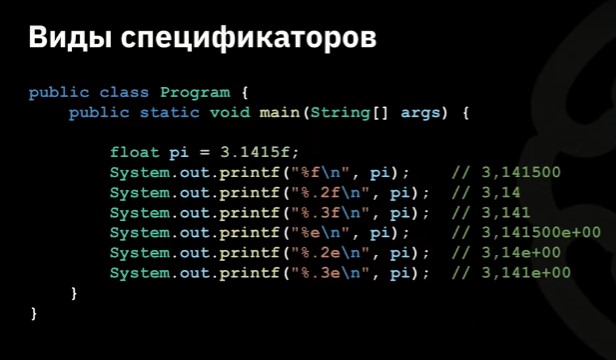 Виды спецификаторов
public class Program {
    public static void main(String[] args) {
        float pi = 3.1415f;
        System.out.printf("%f\n", pi);    // 3,141500
        System.out.printf("%.2f\n", pi);  // 3,14
        System.out.printf("%.3f\n", pi);  // 3,141
        System.out.printf("%e\n", pi);    // 3,141500e+00
        System.out.printf("%.2e\n", pi);  // 3,14e+00
        System.out.printf("%.3e\n", pi);  // 3,141e+00
    }
}